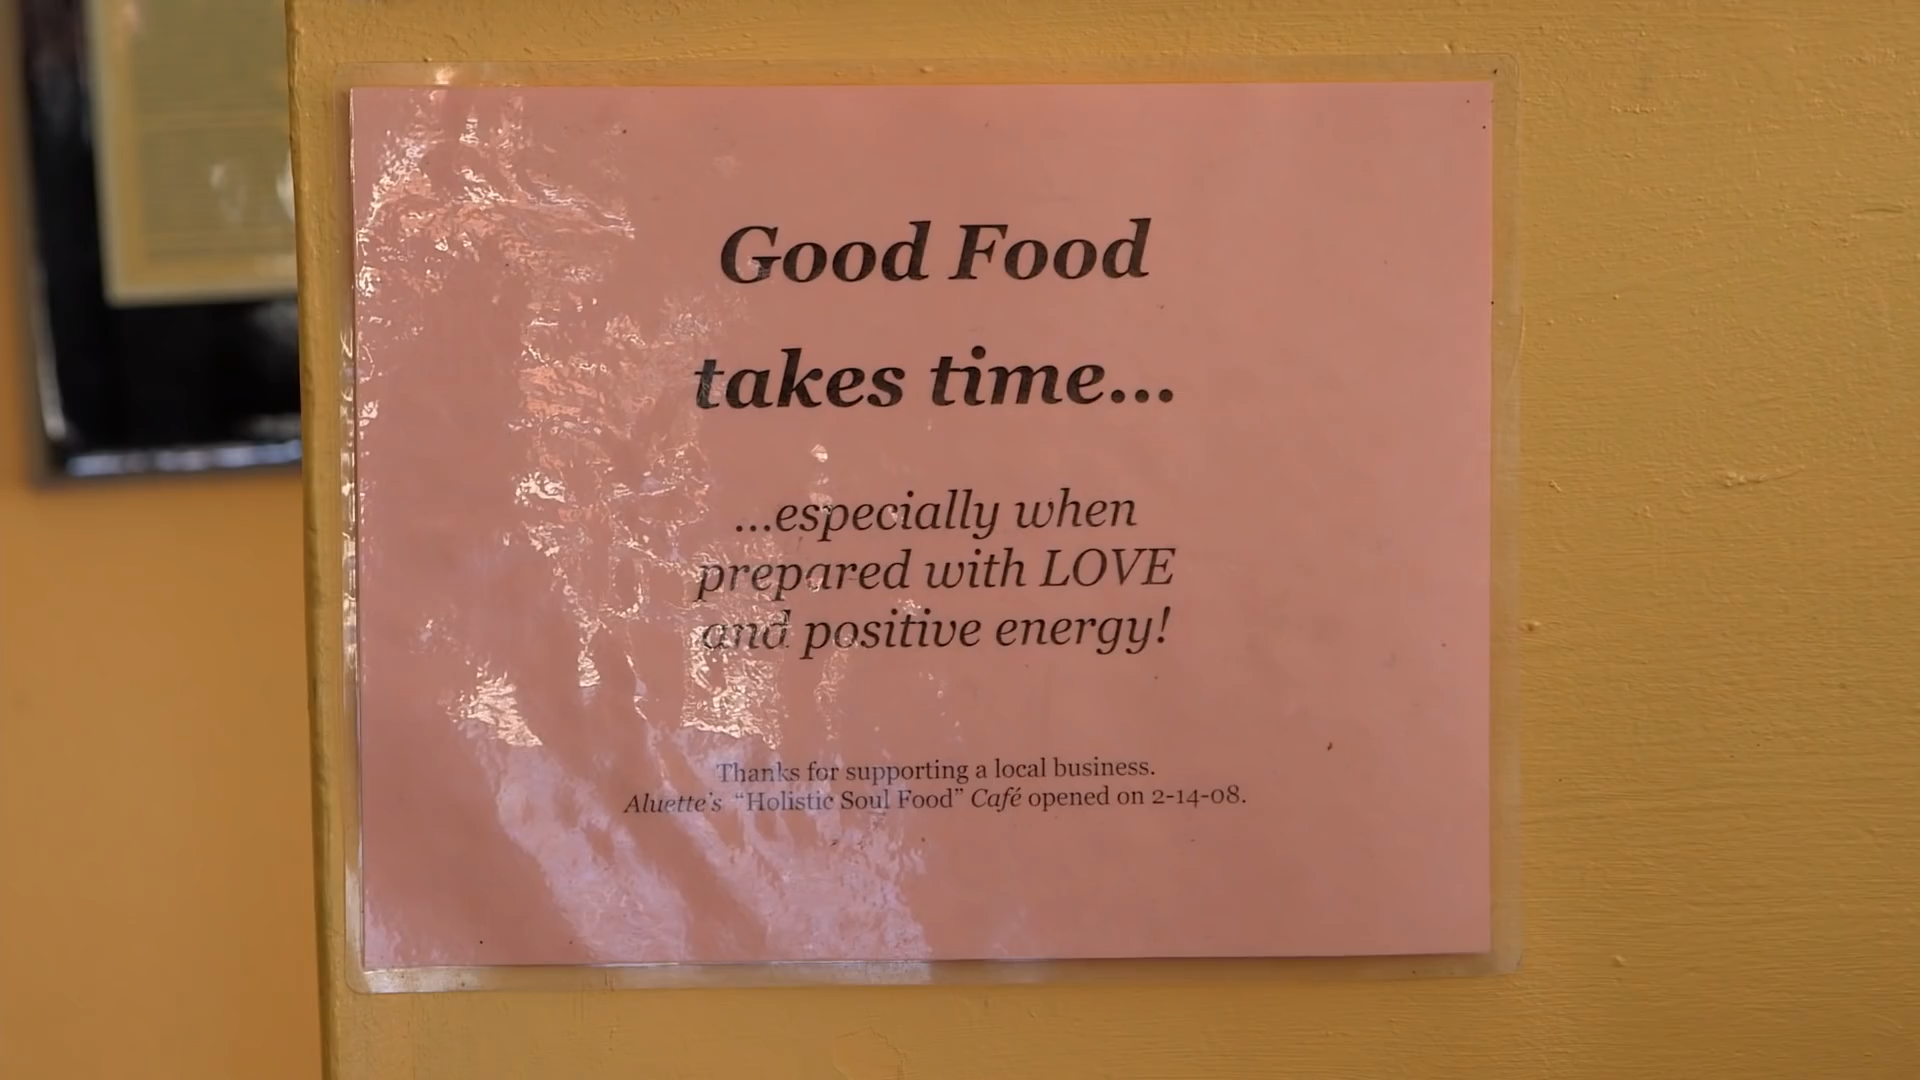 Good Food
takes time...
...especially when
prepared with LOVE
and positive energy!
Thanks for supporting a local business.
Aluette's "Holistic Soul Food" Café opened on 2-14-08.